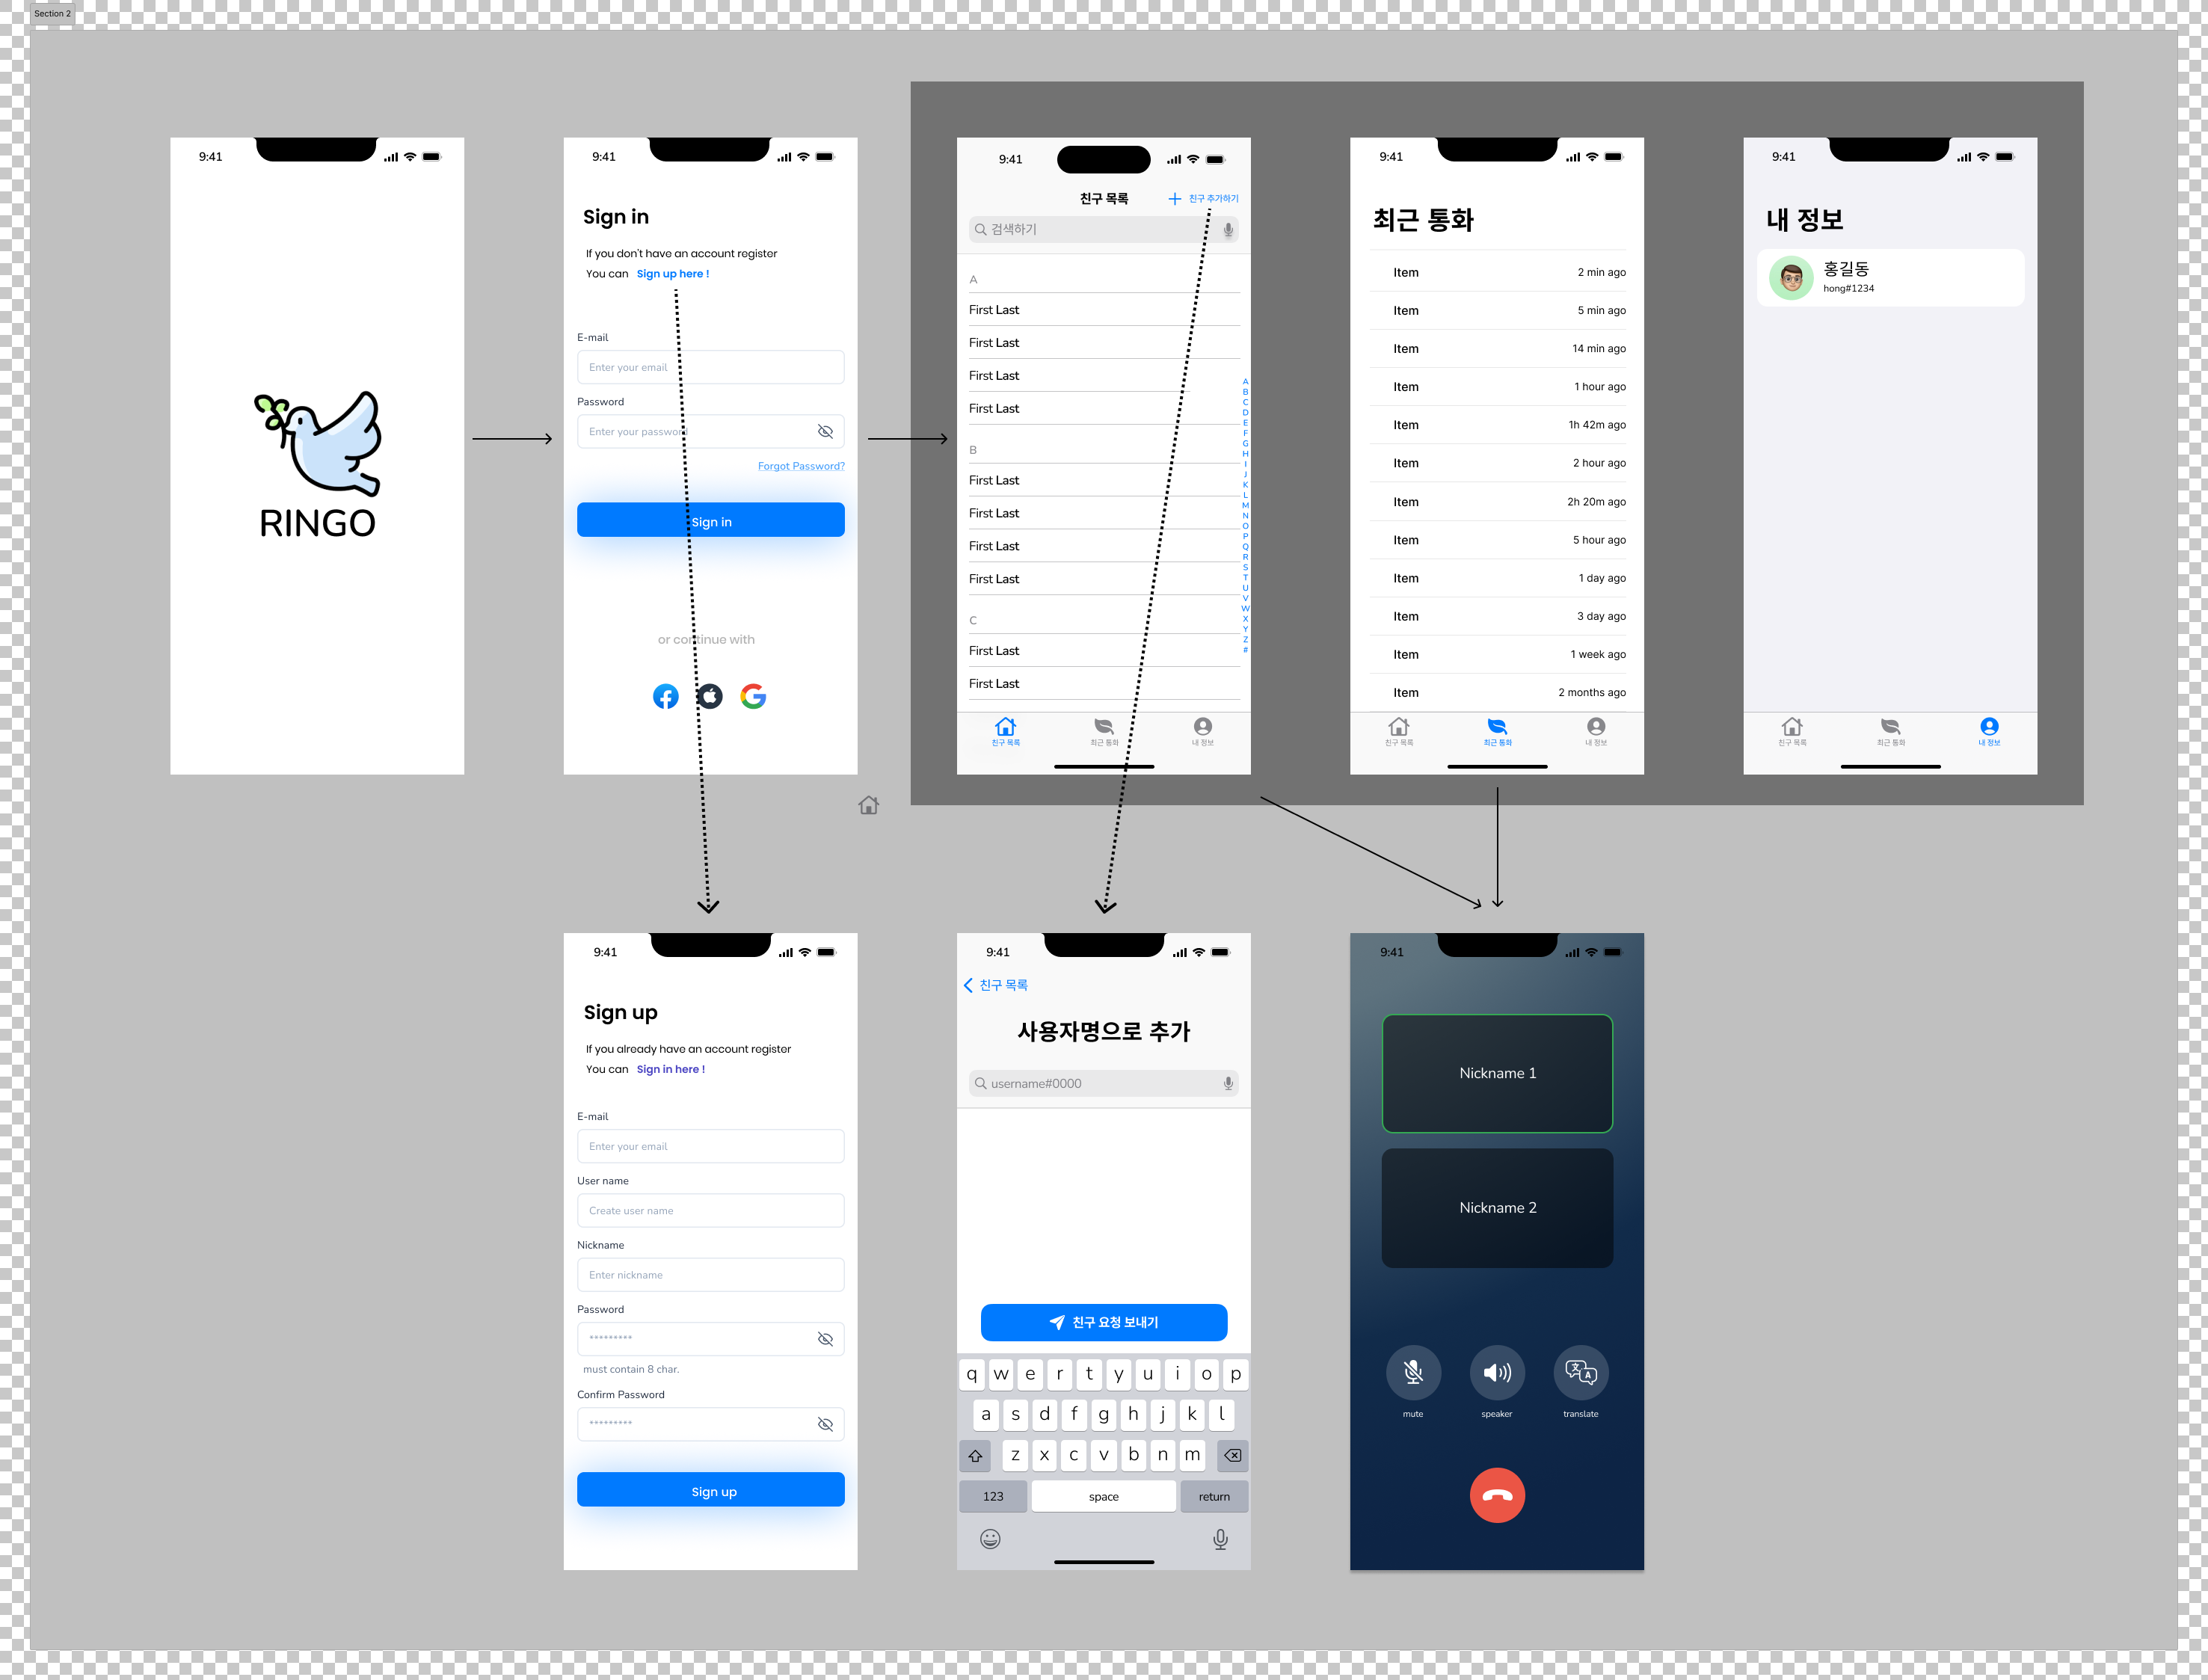 Section 2
9:41
RINGO
9:41
Sign in
If you don't have an account register
You can Sign up here !
E-mail
Enter your email
Password
Enter your password
Forgot Password?
Sign in
or continue with
9:41
친구 목록
친구 추가하기
검색하기
A
First Last
First Last
First Last
First Last
B
First Last
First Last
First Last
First Last
C
First Last
First Last
A
B
C
D
E
F
G
H
I
J
K
L
M
N
O
P
Q
R
S
T
U
V
W
X
Y
Z
#
친구 목록
최근 통화
내 정보
9:41
최근 통화
Item 2 min ago
Item 5 min ago
Item 14 min ago
Item 1 hour ago
Item 1h 42m ago
Item 2 hour ago
Item 2h 20m ago
Item 5 hour ago
Item 1 day ago
Item 3 day ago
Item 1 week ago
Item 2 months ago
친구 목록
최근 통화
내 정보
9:41
내 정보
홍길동
hong#1234
친구 목록
최근 통화
내 정보
9:41
Sign up
If you already have an account register
You can Sign in here !
E-mail
Enter your email
User name
Create user name
Nickname
Enter nickname
Password
*********
must contain 8 char.
Confirm Password
*********
Sign up
9:41
친구 목록
사용자명으로 추가
username#0000
친구 요청 보내기
q w e r t y u i o p
a s d f g h j k l
z x c v b n m
123 space return
9:41
Nickname 1
Nickname 2
文 A
mute
speaker
translate